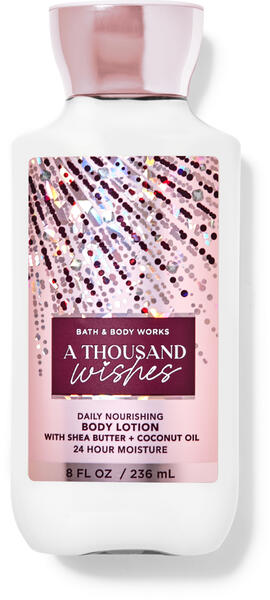 BATH & BODY WORKS
A THOUSAND
wishes
DAILY NOURISHING
BODY LOTION
WITH SHEA BUTTER + COCONUT OIL
24 HOUR MOISTURE
8 FL OZ / 236 mL